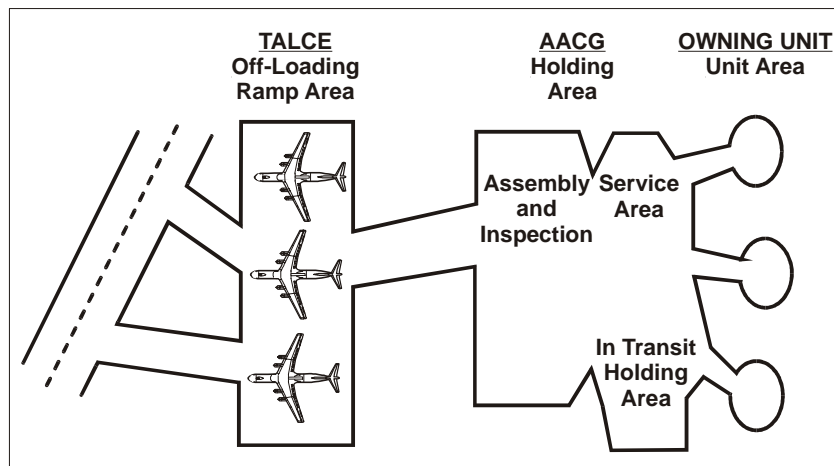 TALCE
Off-Loading
Ramp Area
AACG
Holding
Area
OWNING UNIT
Unit Area
Assembly
and
Inspection
Service
Area
In Transit
Holding
Area